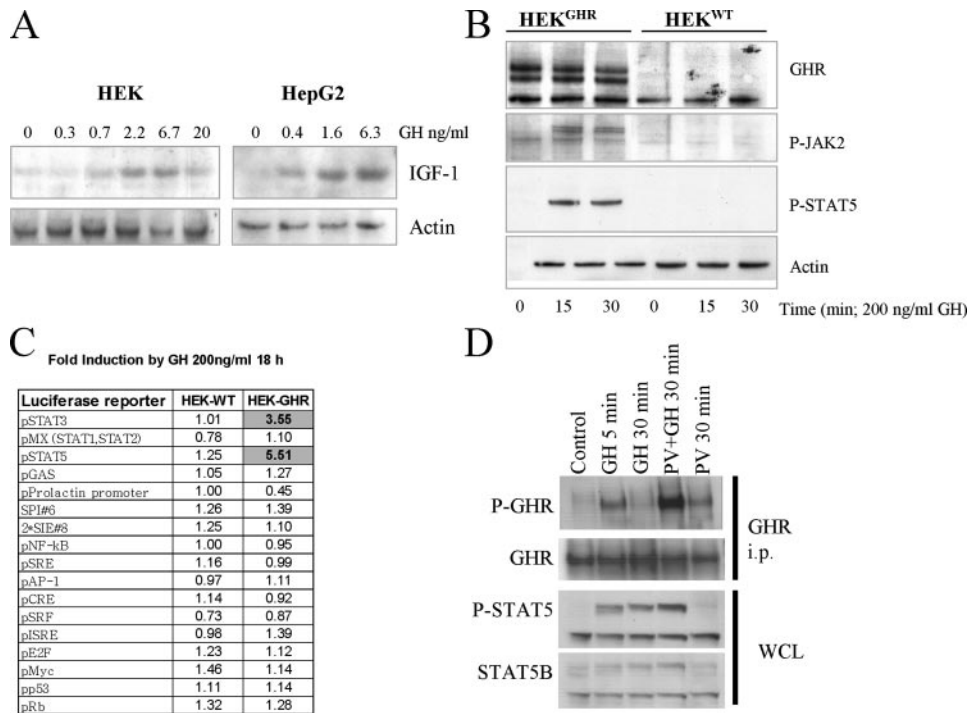 A
HEK HepG2
0 0.3 0.7 2.2 6.7 20 0 0.4 1.6 6.3 GH ng/ml
IGF-1
Actin
B
HEKGHR HEKWT
GHR
P-JAK2
P-STAT5
Actin
0 15 30 0 15 30 Time (min; 200 ng/ml GH)
C
Fold Induction by GH 200ng/ml 18 h
Luciferase reporter HEK-WT HEK-GHR
pSTAT3 1.01 3.55
pMX (STAT1,STAT2) 0.78 1.10
pSTAT5 1.25 5.51
pGAS 1.05 1.27
pProlactin promoter 1.00 0.45
SPI#6 1.26 1.39
2*SIE#8 1.25 1.10
pNF-kB 1.00 0.95
pSRE 1.16 0.99
pAP-1 0.97 1.11
pCRE 1.14 0.92
pSRF 0.73 0.87
pISRE 0.98 1.39
pE2F 1.23 1.12
pMyc 1.46 1.14
pp53 1.11 1.14
pRb 1.32 1.28
D
Control
GH 5 min
GH 30 min
PV+GH 30 min
PV 30 min
P-GHR
GHR
GHR
i.p.
P-STAT5
STAT5B
WCL